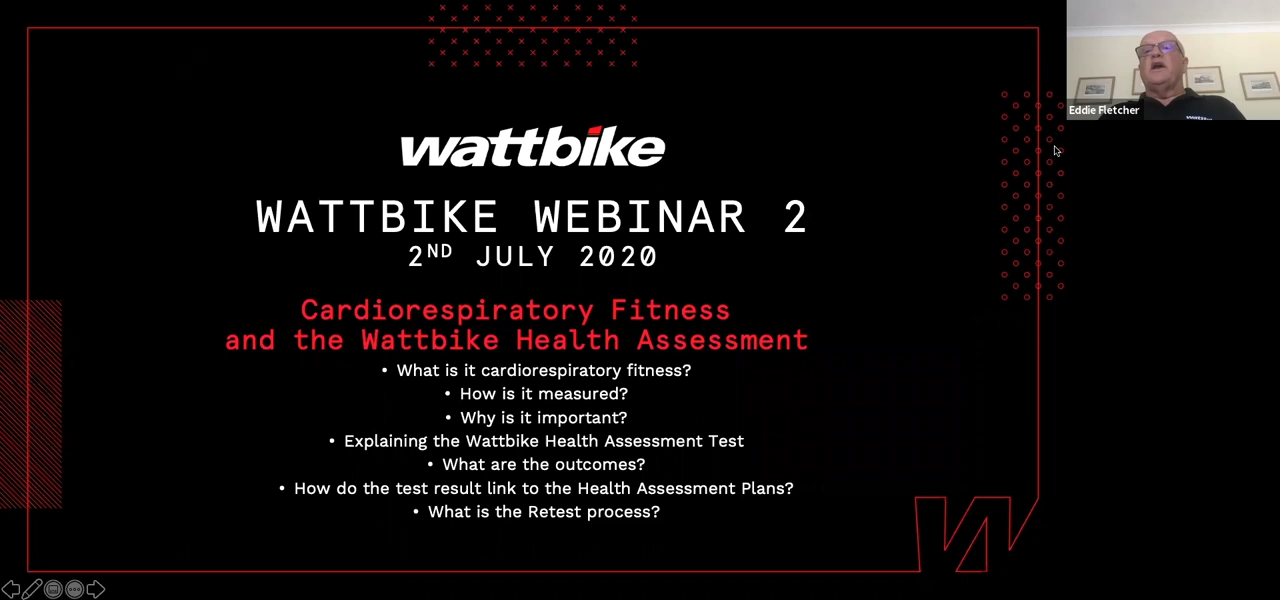 wattbike
WATTBIKE WEBINAR 2
2ND JULY 2020
Cardiorespiratory Fitness
and the Wattbike Health Assessment
• What is it cardiorespiratory fitness?
• How is it measured?
• Why is it important?
• Explaining the Wattbike Health Assessment Test
• What are the outcomes?
• How do the test result link to the Health Assessment Plans?
• What is the Retest process?
W
Eddie Fletcher